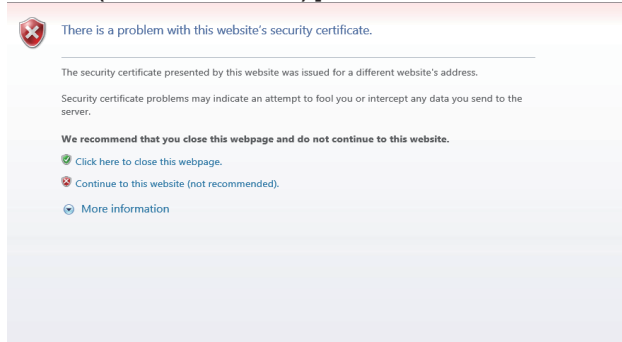 There is a problem with this website's security certificate.
The security certificate presented by this website was issued for a different website's address.
Security certificate problems may indicate an attempt to fool you or intercept any data you send to the
server.
We recommend that you close this webpage and do not continue to this website.
Click here to close this webpage.
Continue to this website (not recommended).
More information